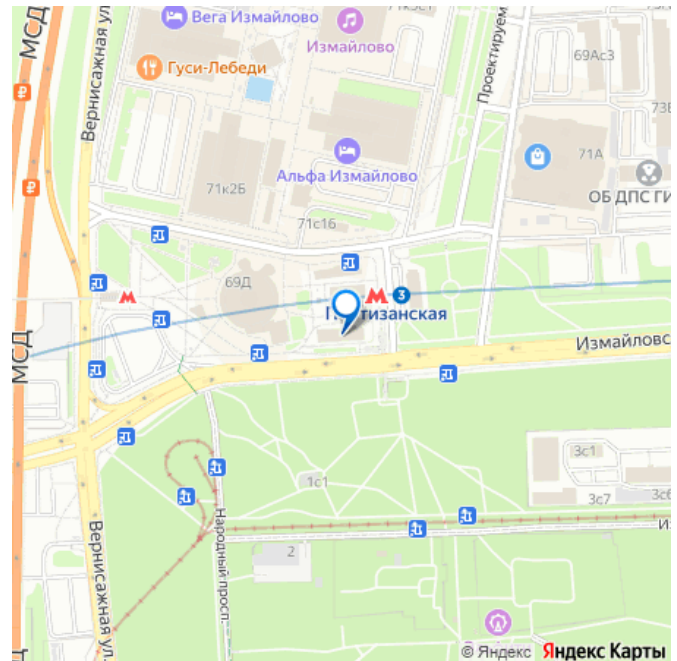 МСД
Вернисажная ул.
Вега Измайлово
Измайлово
Гуси-Лебеди
Проектируем
69Ас3
71А
ОБ ДПС ГИ
Альфа Измайлово
71к2Б
71с16
69Д
3
тизанская
МСД
Измайловс
3с1
1с1
3с7
3с6
Народный просп.
2
Вернисажная ул.
© Яндекс Яндекс Карты